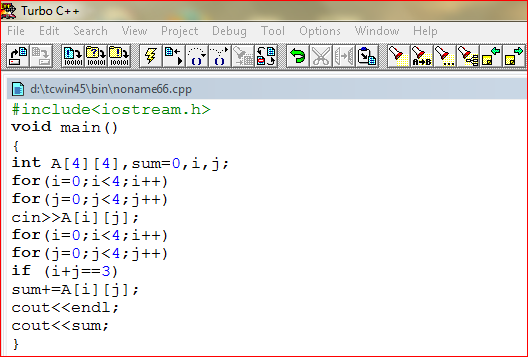 Turbo C++
File Edit Search View Project Debug Tool Options Window Help
d:\tcwin45\bin\noname66.cpp
#include<iostream.h>
void main()
{
int A[4][4],sum=0,i,j;
for(i=0;i<4;i++)
for(j=0;j<4;j++)
cin>>A[i][j];
for(i=0;i<4;i++)
for(j=0;j<4;j++)
if (i+j==3)
sum+=A[i][j];
cout<<endl;
cout<<sum;
}